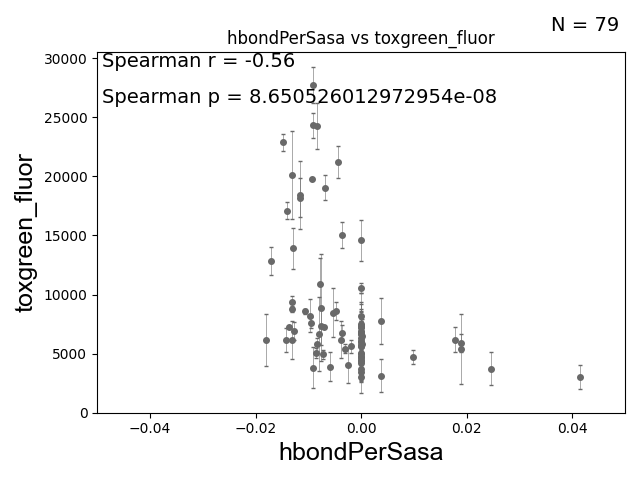 N = 79
hbondPerSasa vs toxgreen_fluor
Spearman r = -0.56
Spearman p = 8.650526012972954e-08
30000
25000
20000
15000
10000
5000
0
toxgreen_fluor
−0.04 −0.02 0.00 0.02 0.04
hbondPerSasa